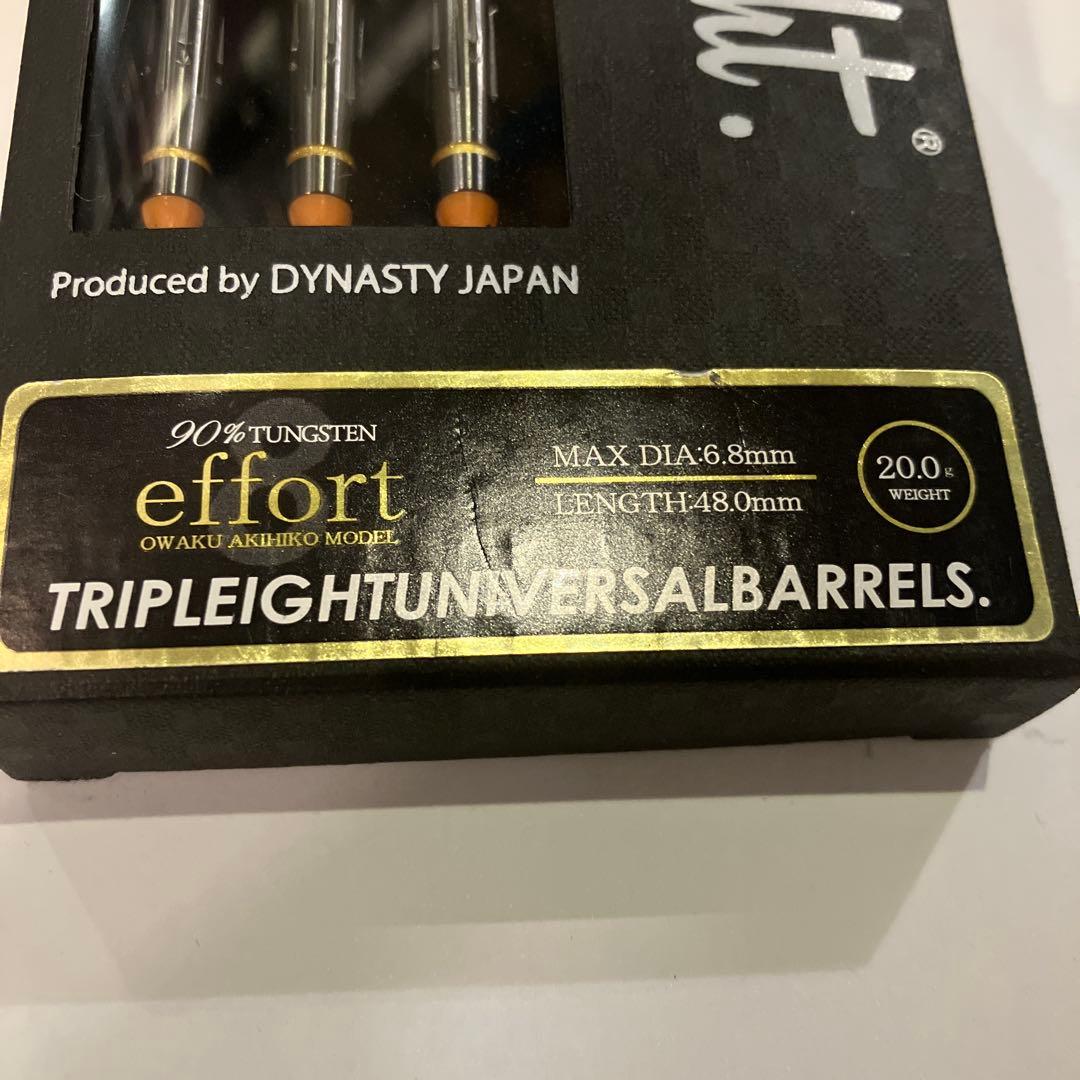 ht.®
Produced by DYNASTY JAPAN
90% TUNGSTEN
effort
OWAKU AKIHIKO MODEL
MAX DIA:6.8mm
LENGTH:48.0mm
20.0g
WEIGHT
TRIPLEIGHTUNIVERSALBARRELS.